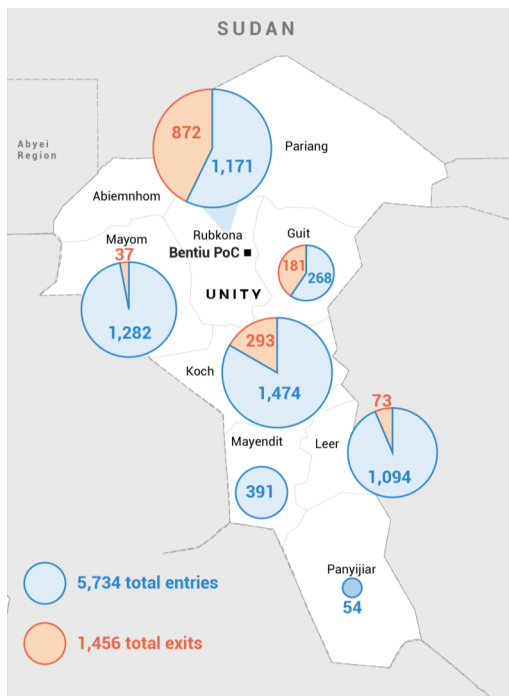 SUDAN
Abyei
Region
872
1,171
Pariang
Abiemnhom
Rubkona
Bentiu PoC
Mayom
37
1,282
Guit
181
268
UNITY
293
1,474
Koch
73
1,094
Mayendit
Leer
391
Panyijiar
54
5,734 total entries
1,456 total exits